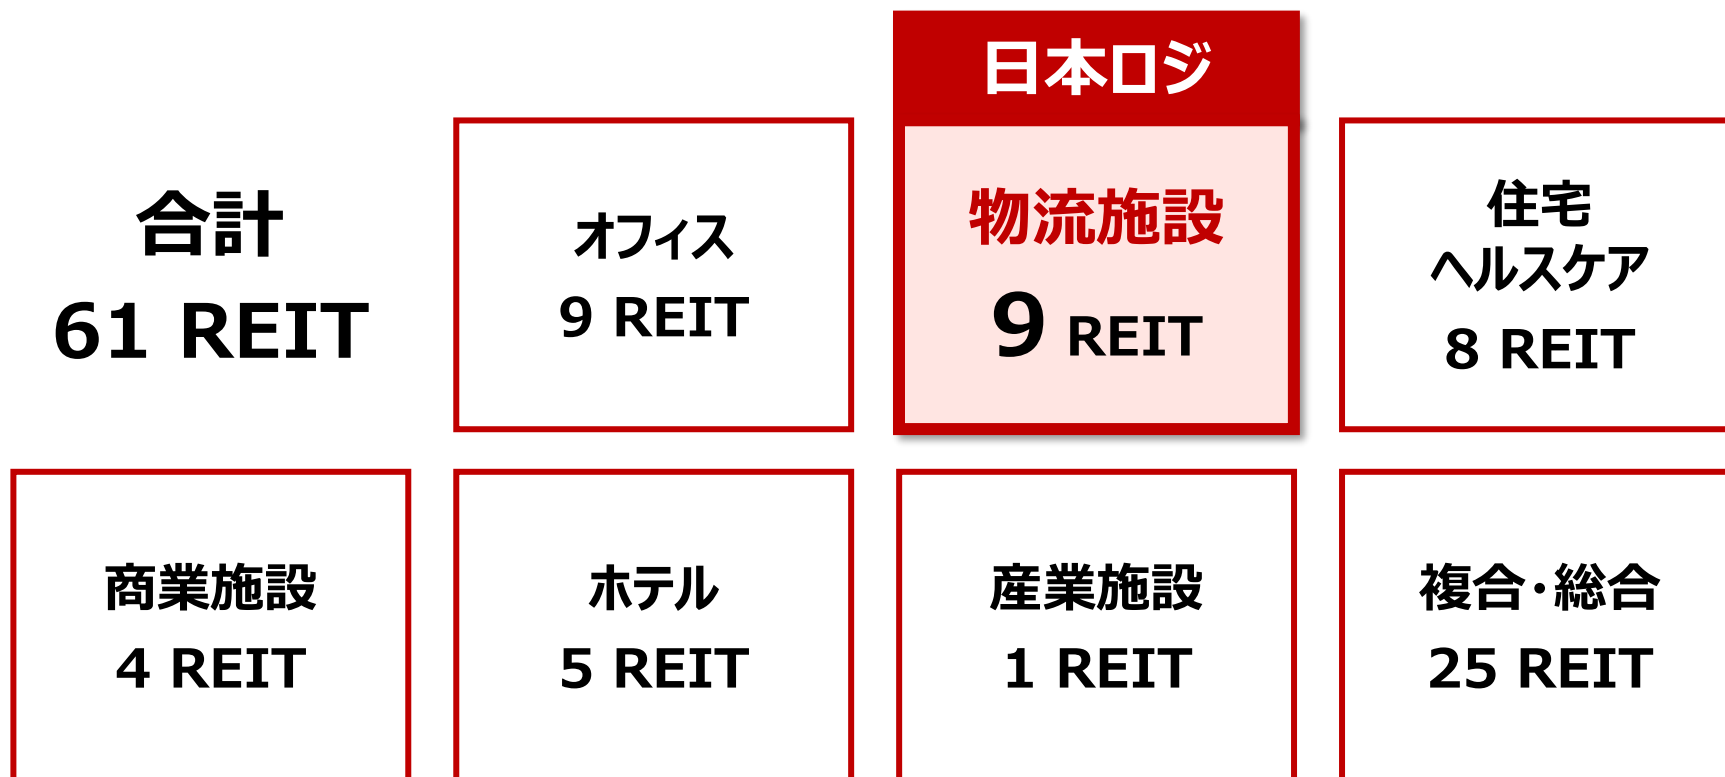 日本ロジ
合計
61 REIT
オフィス
9 REIT
物流施設
9 REIT
住宅
ヘルスケア
8 REIT
商業施設
4 REIT
ホテル
5 REIT
産業施設
1 REIT
複合・総合
25 REIT